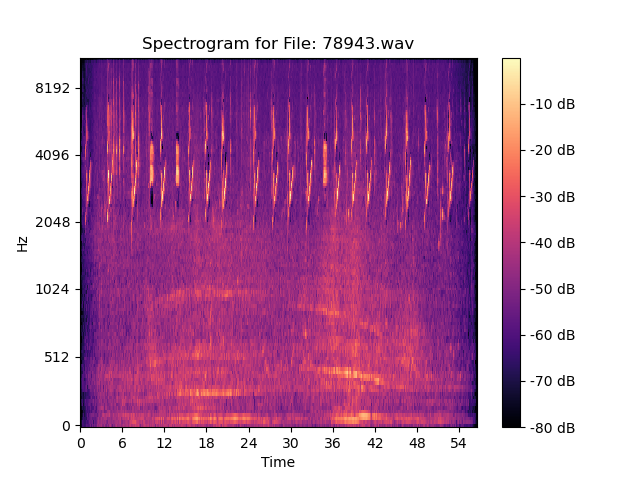 Spectrogram for File: 78943.wav
8192
4096
2048
1024
512
0
Hz
0 6 12 18 24 30 36 42 48 54
Time
-10 dB
-20 dB
-30 dB
-40 dB
-50 dB
-60 dB
-70 dB
-80 dB